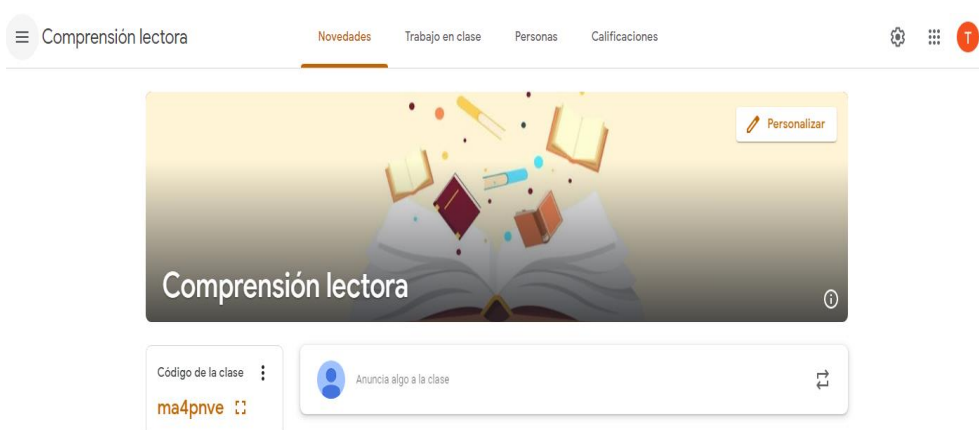 Comprensión lectora
Novedades Trabajo en clase Personas Calificaciones
T
Personalizar
Comprensión lectora
Código de la clase
ma4pnve
Anuncia algo a la clase